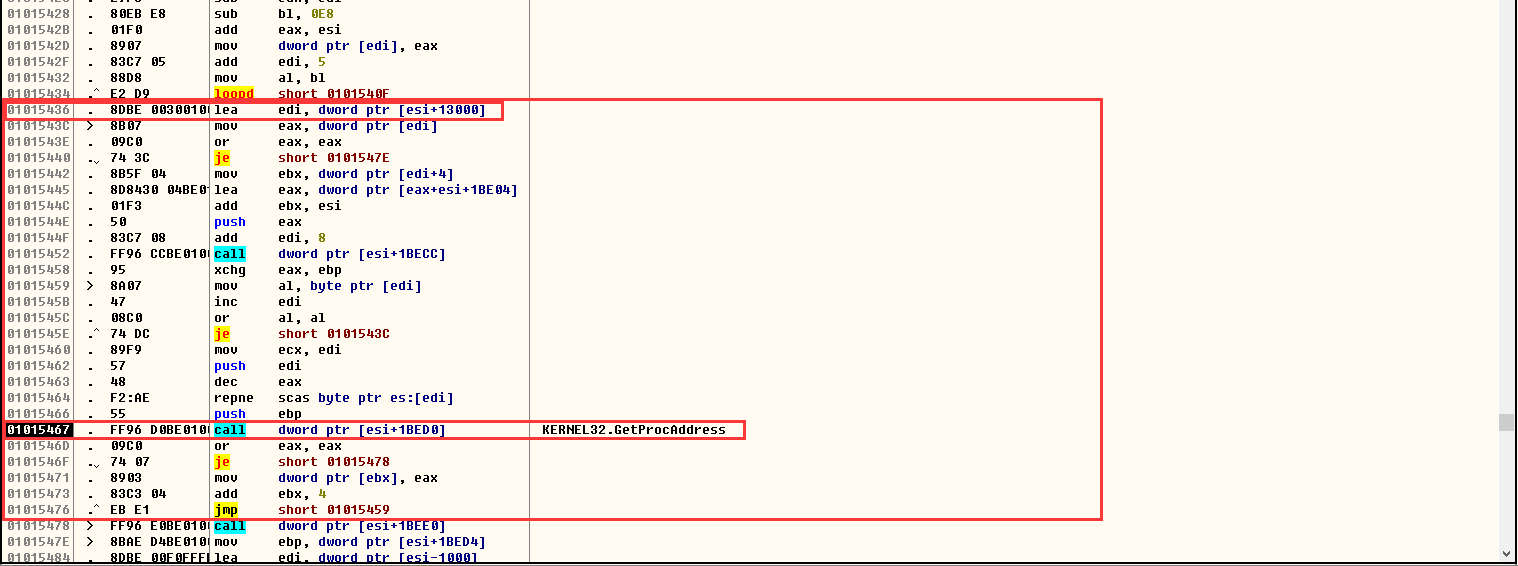 01015428 . 80EB E8 sub bl, 0E8
0101542B . 01F0 add eax, esi
0101542D . 8907 mov dword ptr [edi], eax
0101542F . 83C7 05 add edi, 5
01015432 . 88D8 mov al, bl
01015434 .^ E2 D9 loopd short 0101540F
01015436 . 8DBE 0030010 lea edi, dword ptr [esi+13000]
0101543C > 8B07 mov eax, dword ptr [edi]
0101543E . 09C0 or eax, eax
01015440 .v 74 3C je short 0101547E
01015442 . 8B5F 04 mov ebx, dword ptr [edi+4]
01015445 . 8D8430 04BE0 lea eax, dword ptr [eax+esi+1BE04]
0101544C . 01F3 add ebx, esi
0101544E . 50 push eax
0101544F . 83C7 08 add edi, 8
01015452 . FF96 CCBE010 call dword ptr [esi+1BECC]
01015458 . 95 xchg eax, ebp
01015459 > 8A07 mov al, byte ptr [edi]
0101545B . 47 inc edi
0101545C . 08C0 or al, al
0101545E .^ 74 DC je short 0101543C
01015460 . 89F9 mov ecx, edi
01015462 . 57 push edi
01015463 . 48 dec eax
01015464 . F2:AE repne scas byte ptr es:[edi]
01015466 . 55 push ebp
01015467 . FF96 D0BE010 call dword ptr [esi+1BED0] KERNEL32.GetProcAddress
0101546D . 09C0 or eax, eax
0101546F .v 74 07 je short 01015478
01015471 . 8903 mov dword ptr [ebx], eax
01015473 . 83C3 04 add ebx, 4
01015476 .^ EB E1 jmp short 01015459
01015478 > FF96 E0BE010 call dword ptr [esi+1BEE0]
0101547E > 8BAE D4BE010 mov ebp, dword ptr [esi+1BED4]
01015484 . 8DBE 00F0FFF lea edi, dword ptr [esi-1000]